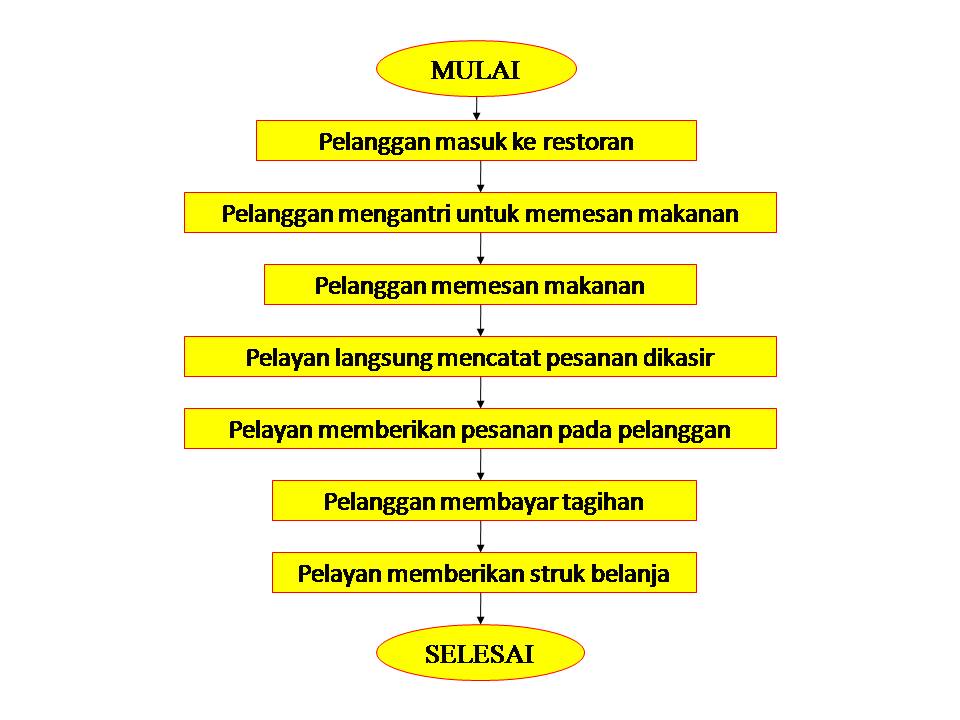 MULAI
Pelanggan masuk ke restoran
Pelanggan mengantri untuk memesan makanan
Pelanggan memesan makanan
Pelayan langsung mencatat pesanan dikasir
Pelayan memberikan pesanan pada pelanggan
Pelanggan membayar tagihan
Pelayan memberikan struk belanja
SELESAI